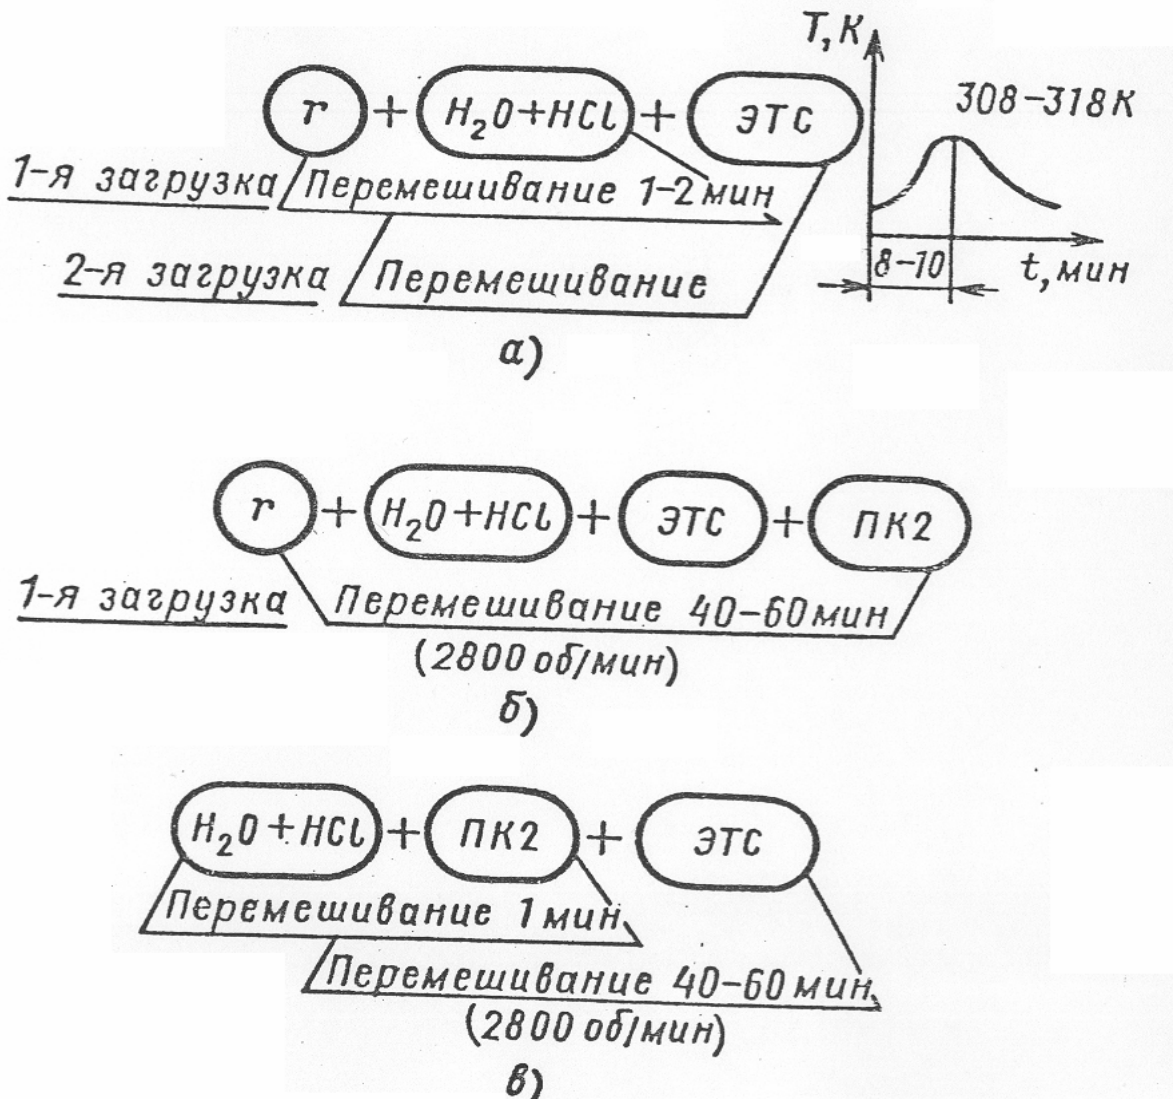 T, К
308–318К
r + H₂O+HCl + ЭТС
1-я загрузка Перемешивание 1–2 мин
2-я загрузка Перемешивание
8–10 t, мин
а)
r + H₂O+HCl + ЭТС + ПК2
1-я загрузка Перемешивание 40–60 мин
(2800 об/мин)
б)
H₂O+HCl + ПК2 + ЭТС
Перемешивание 1 мин
Перемешивание 40–60 мин
(2800 об/мин)
в)